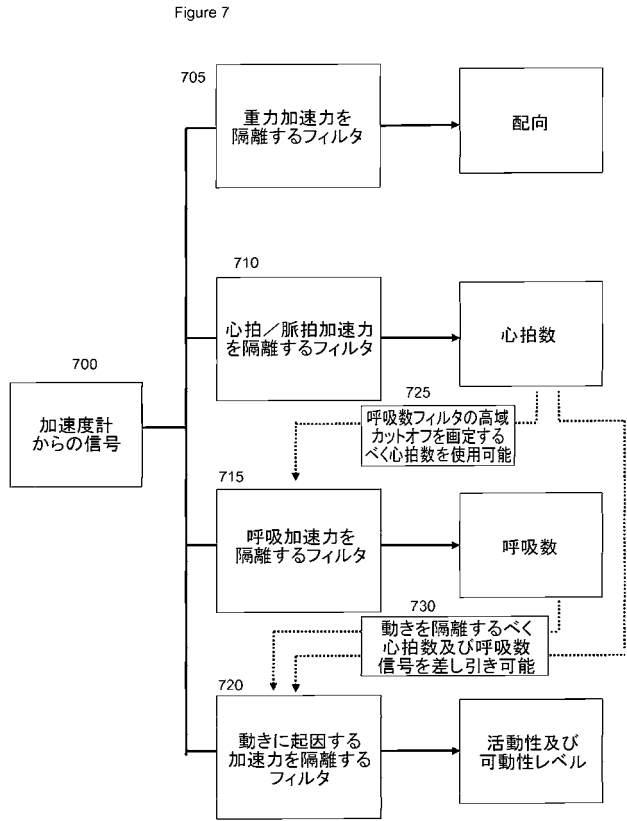 Figure 7
705
重力加速力を
隔離するフィルタ
配向
710
心拍／脈拍加速力
を隔離するフィルタ
心拍数
700
加速度計
からの信号
725
呼吸数フィルタの高域
カットオフを画定する
べく心拍数を使用可能
715
呼吸加速力を
隔離するフィルタ
呼吸数
730
動きを隔離するべく
心拍数及び呼吸数
信号を差し引き可能
720
動きに起因する
加速力を隔離する
フィルタ
活動性及び
可動性レベル